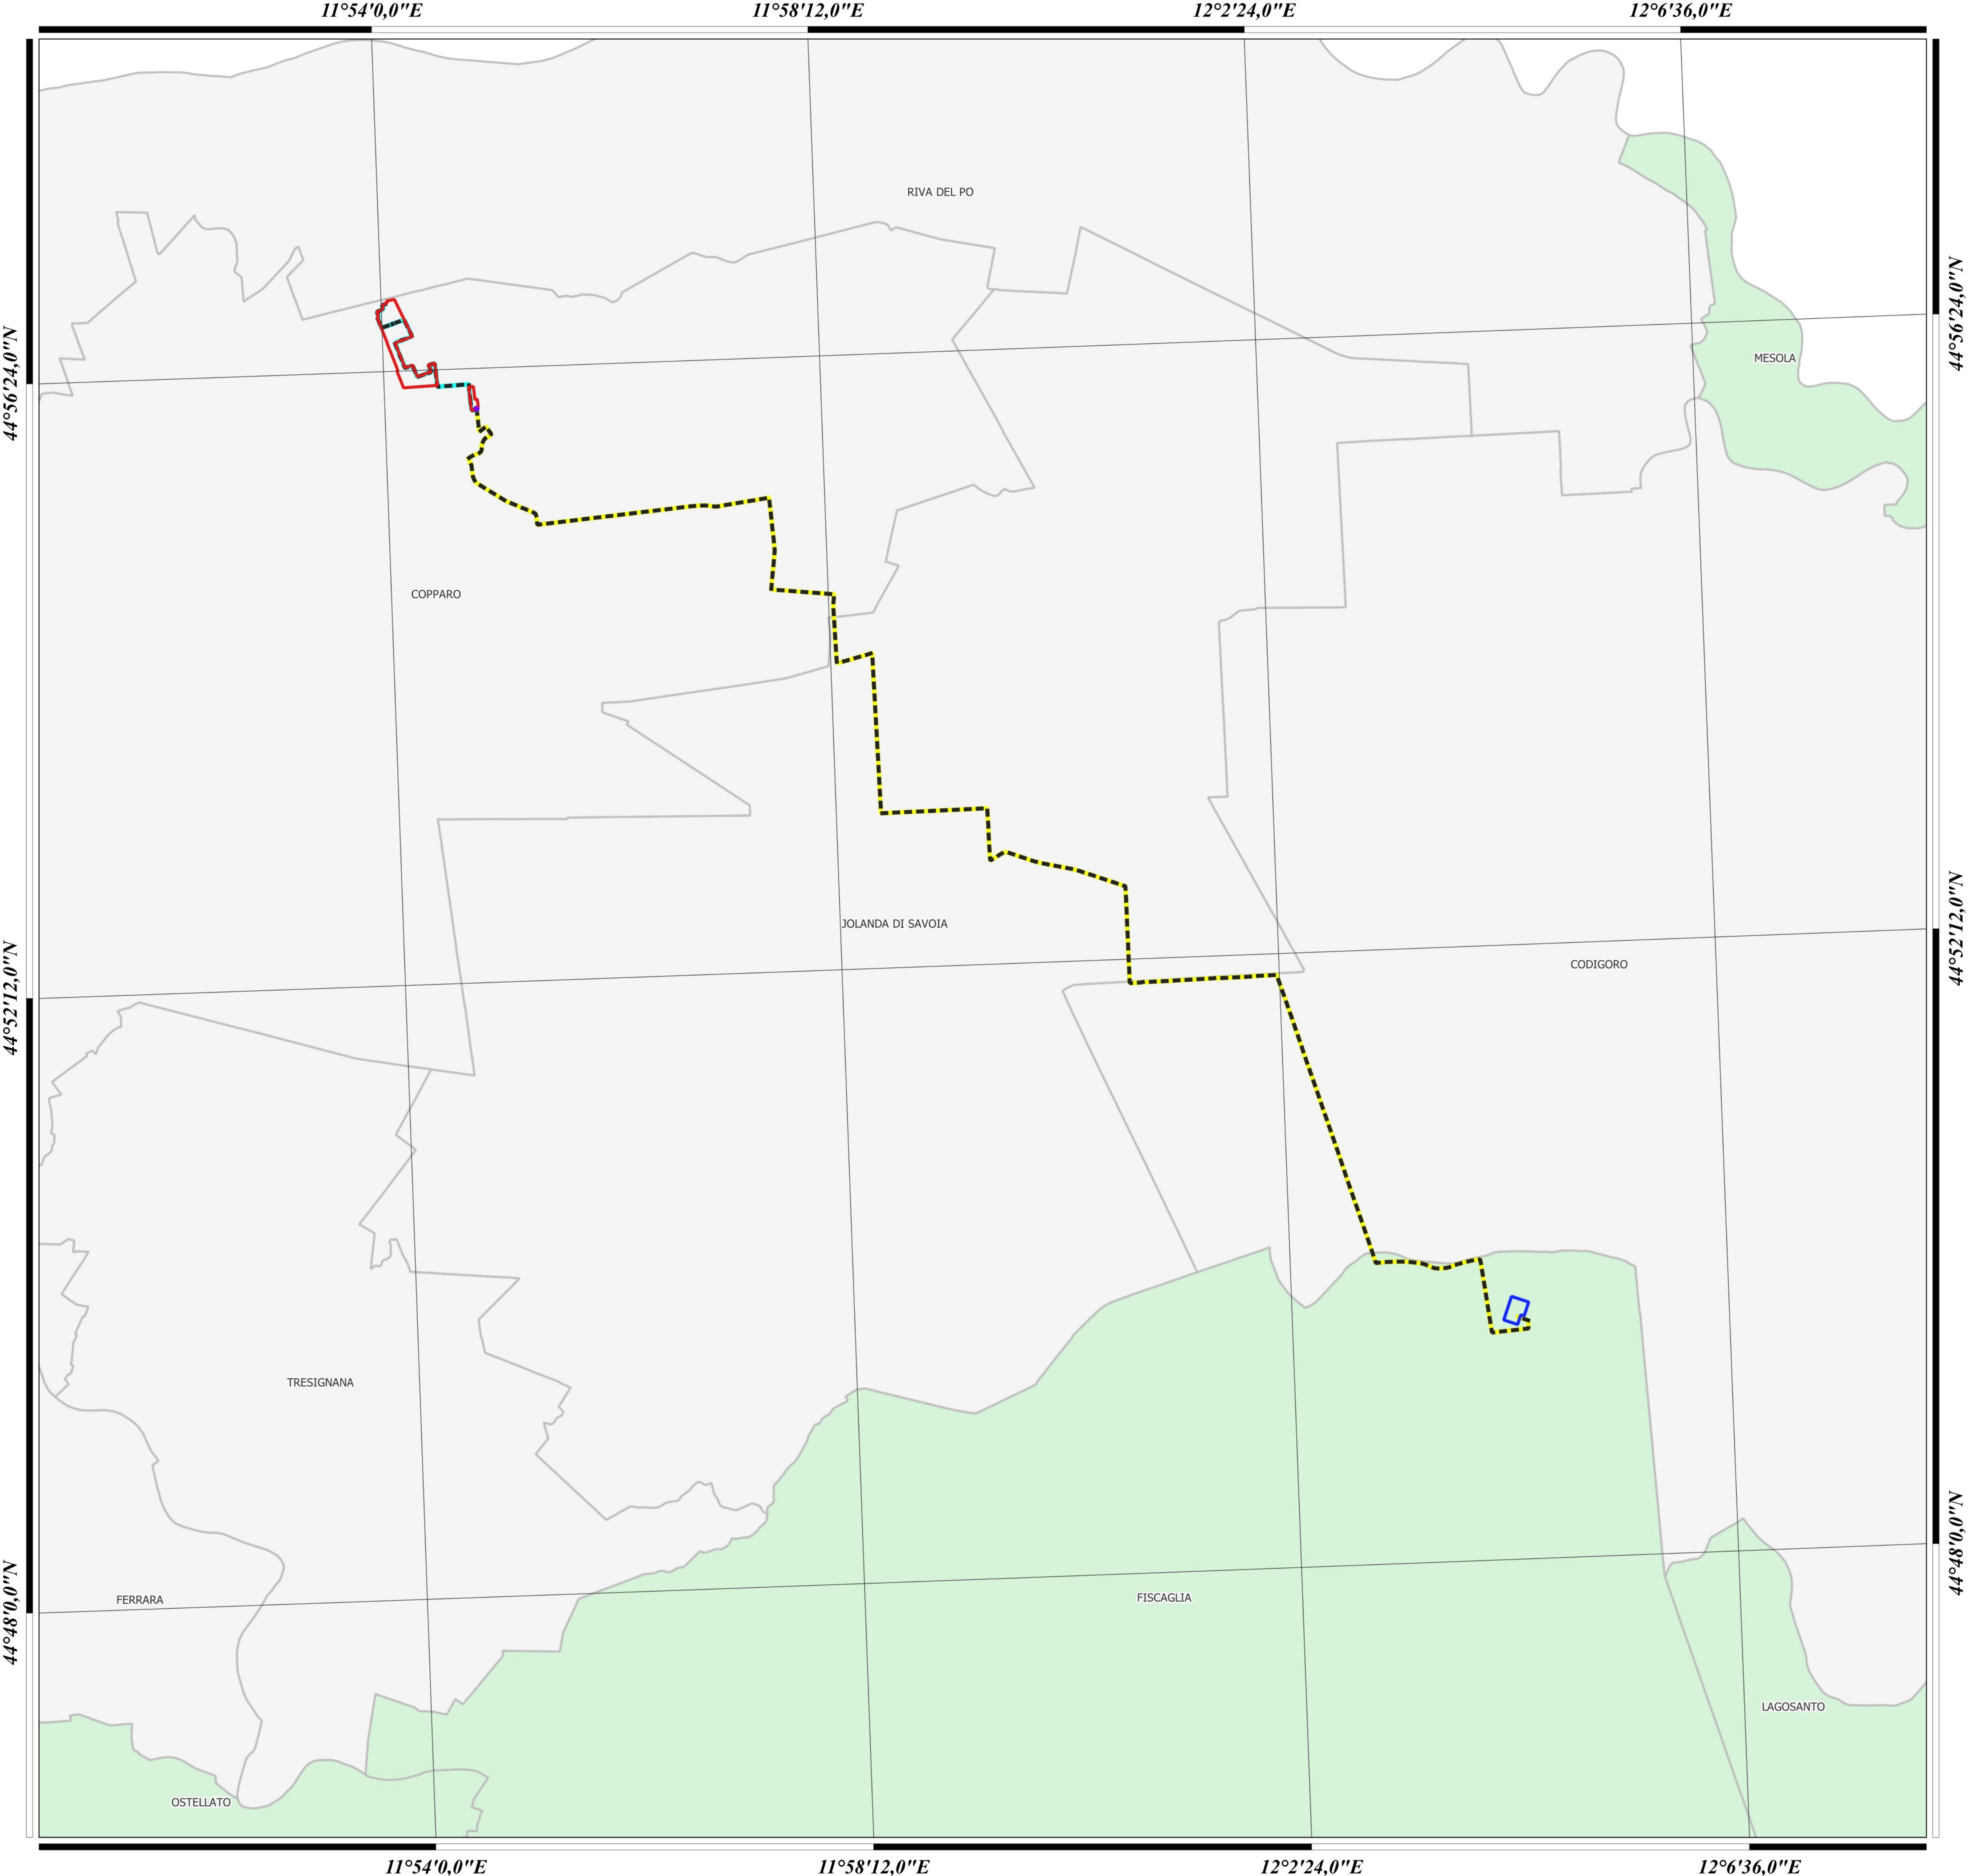 11°54'0,0"E
11°58'12,0"E
12°2'24,0"E
12°6'36,0"E
RIVA DEL PO
44°56'24,0"N
44°56'24,0"N
MESOLA
COPPARO
JOLANDA DI SAVOIA
CODIGORO
44°52'12,0"N
44°52'12,0"N
TRESIGNANA
44°48'0,0"N
44°48'0,0"N
FERRARA
FISCAGLIA
LAGOSANTO
OSTELLATO
11°54'0,0"E
11°58'12,0"E
12°2'24,0"E
12°6'36,0"E